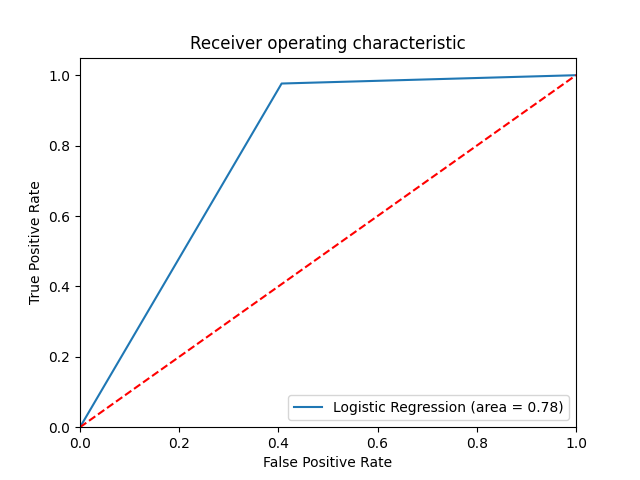 Receiver operating characteristic
1.0
0.8
0.6
0.4
0.2
0.0
True Positive Rate
Logistic Regression (area = 0.78)
0.0 0.2 0.4 0.6 0.8 1.0
False Positive Rate